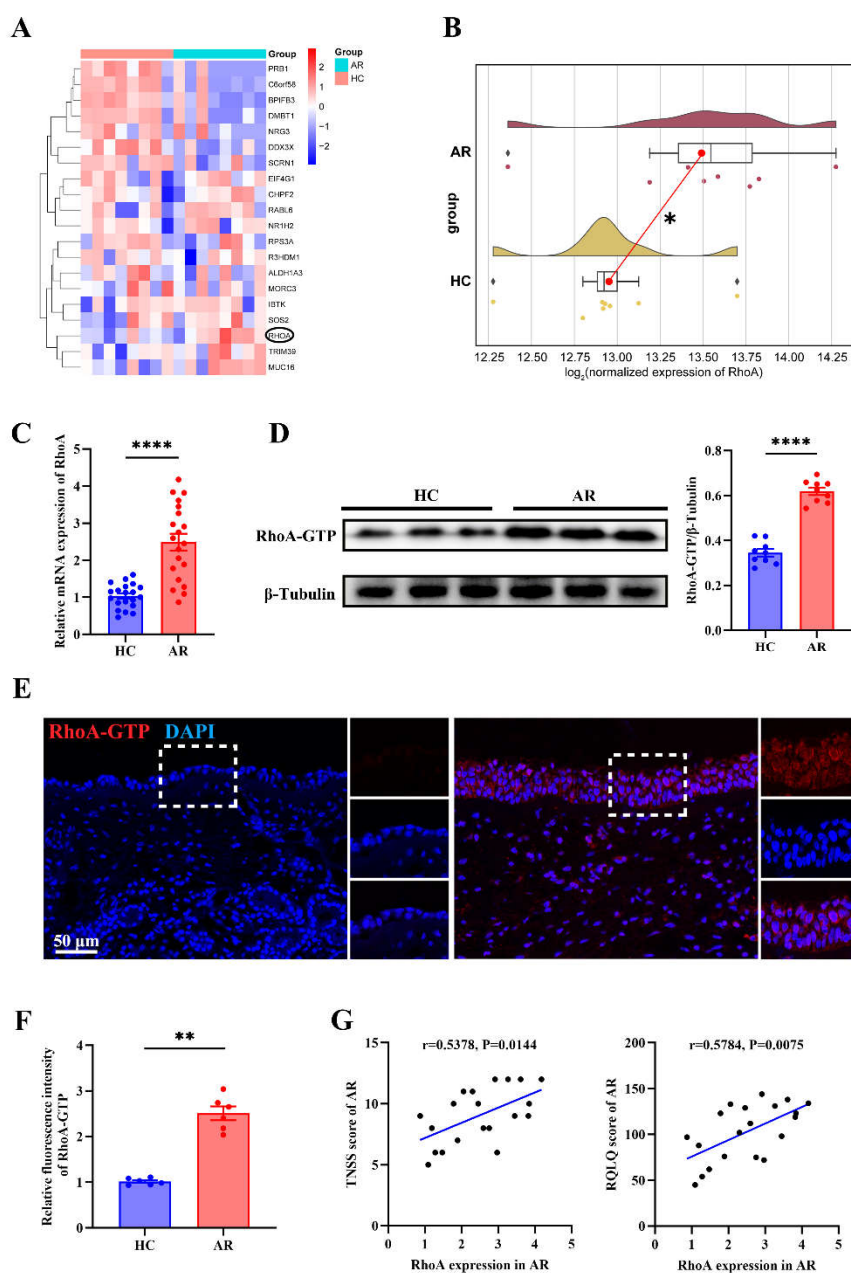 A
Group
PRB1
C6orf58
BPIFB3
DMBT1
NRG3
DDX3X
SCRN1
EIF4G1
CHPF2
RABL6
NR1H2
RPS3A
R3HDM1
ALDH1A3
MORC3
IBTK
SOS2
RHOA
TRIM39
MUC16
2
1
0
−1
−2
Group
AR
HC
B
group
AR
HC
*
12.25 12.50 12.75 13.00 13.25 13.50 13.75 14.00 14.25
log2(normalized expression of RhoA)
C
Relative mRNA expression of RhoA
5
4
3
2
1
0
****
HC AR
D
HC AR
RhoA-GTP
β-Tubulin
RhoA-GTP/β-Tubulin
0.8
0.6
0.4
0.2
0.0
****
HC AR
E
RhoA-GTP DAPI
50 μm
F
Relative fluorescence intensity
of RhoA-GTP
4
3
2
1
0
**
HC AR
G
r=0.5378, P=0.0144
TNSS score of AR
15
10
5
0
0 1 2 3 4 5
RhoA expression in AR
r=0.5784, P=0.0075
RQLQ score of AR
200
150
100
50
0
0 1 2 3 4 5
RhoA expression in AR